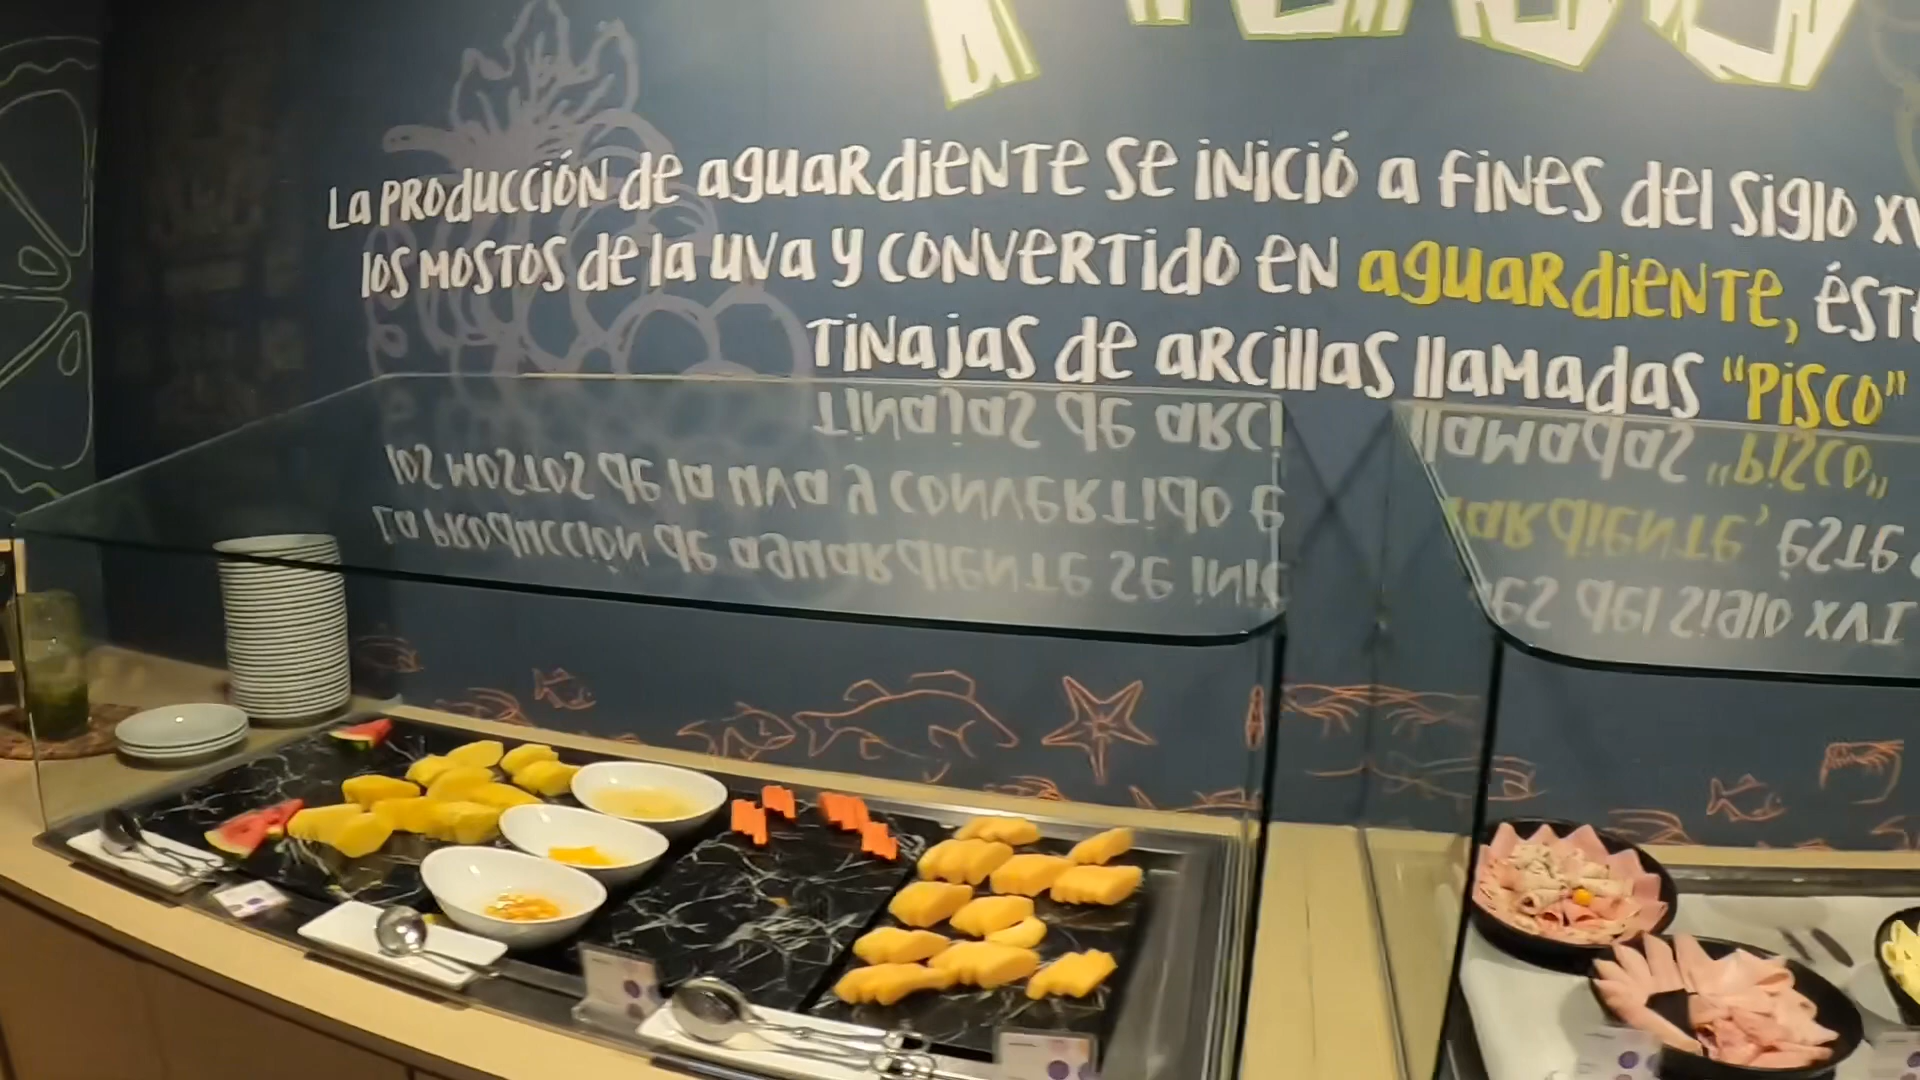 La producción de aguardiente se inició a fines del siglo
los mostos de la uva y convertido en aguardiente,
tinajas de arcillas llamadas "pisco"